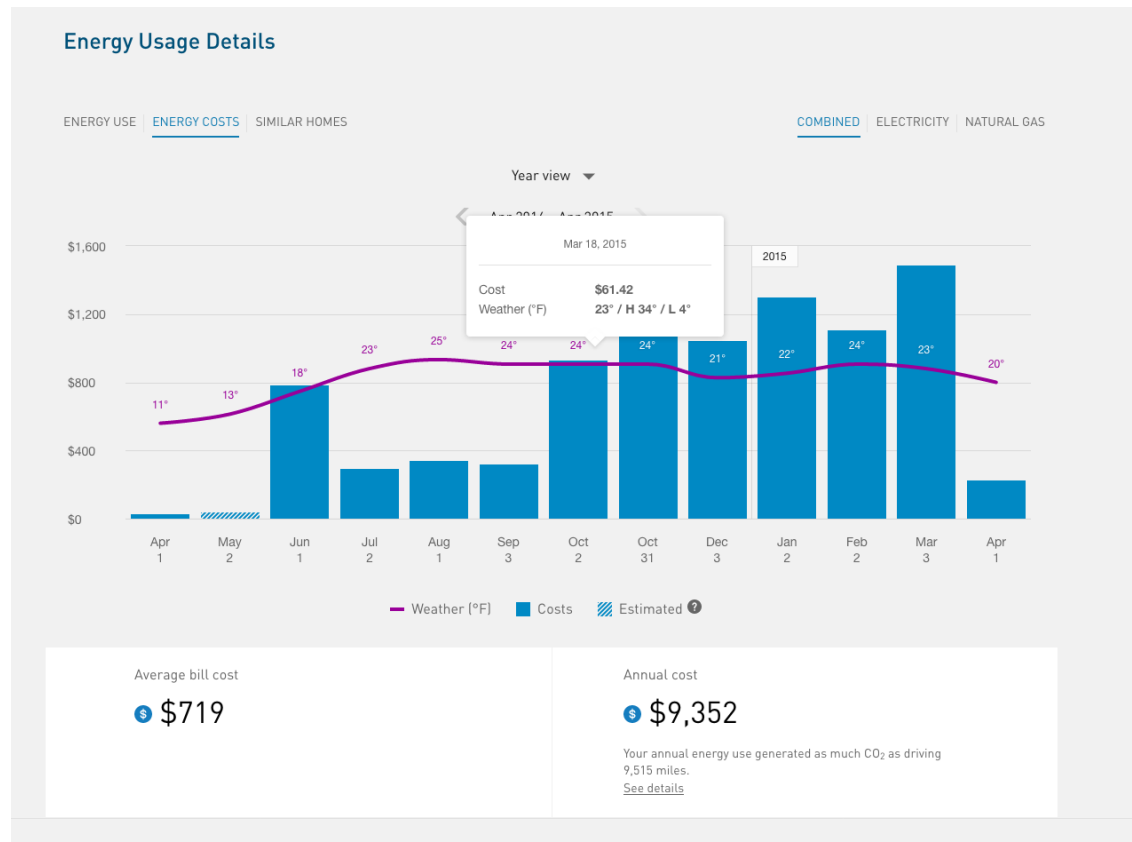 Energy Usage Details
ENERGY USE ENERGY COSTS SIMILAR HOMES COMBINED ELECTRICITY NATURAL GAS
Year view
Mar 18, 2015
Cost $61.42
Weather (°F) 23° / H 34° / L 4°
2015
$1,600
$1,200
$800
$400
$0
11° 13° 18° 23° 25° 24° 24° 24° 21° 22° 24° 23° 20°
Apr May Jun Jul Aug Sep Oct Oct Dec Jan Feb Mar Apr
1 2 1 2 1 3 2 31 3 2 2 3 1
Weather (°F) Costs Estimated ?
Average bill cost
$ $719
Annual cost
$ $9,352
Your annual energy use generated as much CO₂ as driving
9,515 miles.
See details